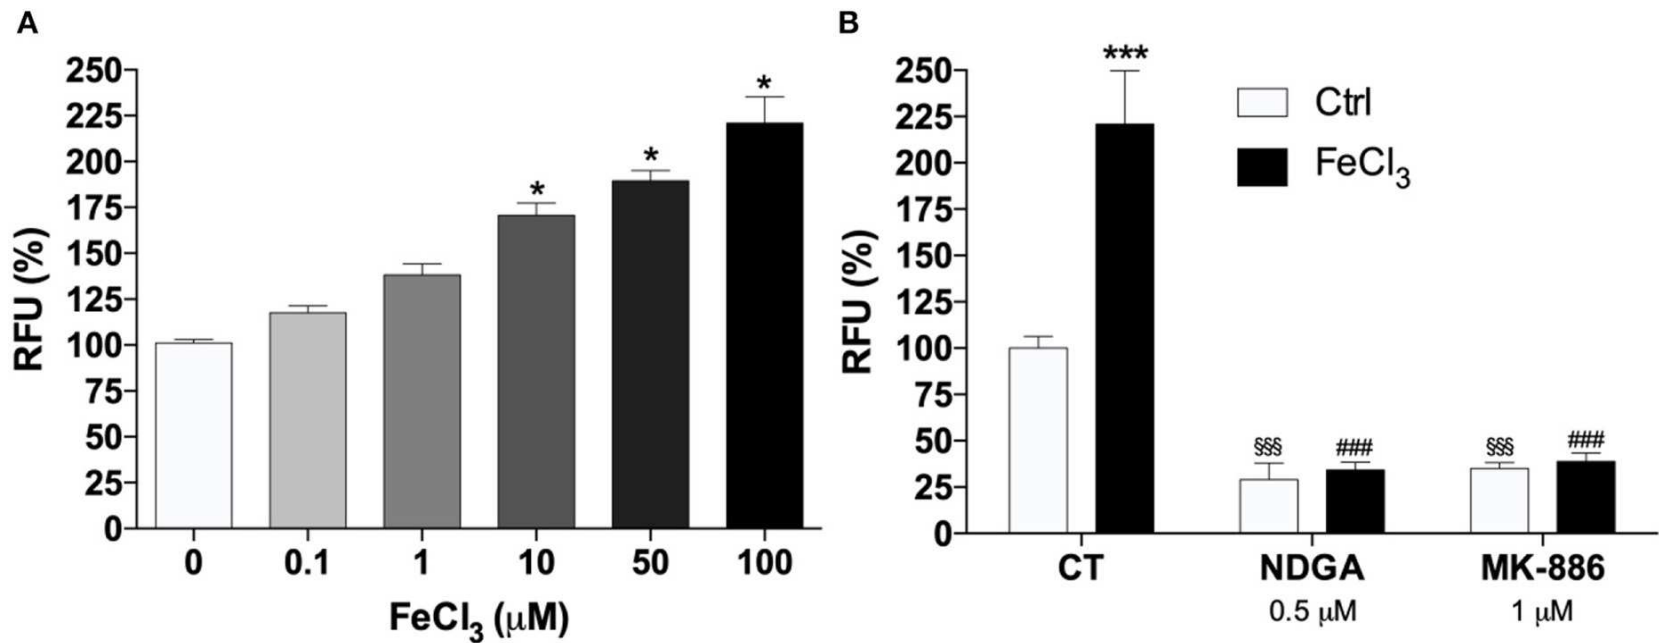 A
RFU (%)
250
225
200
175
150
125
100
75
50
25
0
*
*
*
0 0.1 1 10 50 100
FeCl3 (μM)
B
RFU (%)
250
225
200
175
150
125
100
75
50
25
0
***
Ctrl
FeCl3
§§§ ### §§§ ###
CT NDGA MK-886
0.5 μM 1 μM